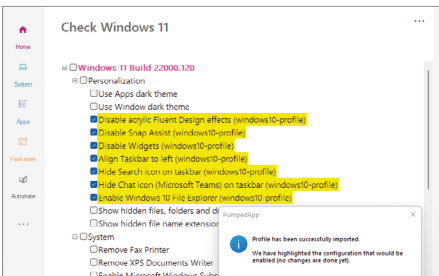 Check Windows 11
...
Home
System
Apps
Packages
Automate
...
Windows 11 Build 22000.120
Personalization
Use Apps dark theme
Use Window dark theme
Disable acrylic Fluent Design effects (windows10-profile)
Disable Snap Assist (windows10-profile)
Disable Widgets (windows10-profile)
Align Taskbar to left (windows10-profile)
Hide Search icon on taskbar (windows10-profile)
Hide Chat icon (Microsoft Teams) on taskbar (windows10-profile)
Enable Windows 10 File Explorer (windows10-profile)
Show hidden files, folders and
Show hidden file name
System
Remove Fax Printer
Remove XPS Documents Writer
Enable Microsoft Windows
PumpedApp
Profile has been successfully imported.
We have highlighted the configuration that would be
enabled (no changes are done yet).